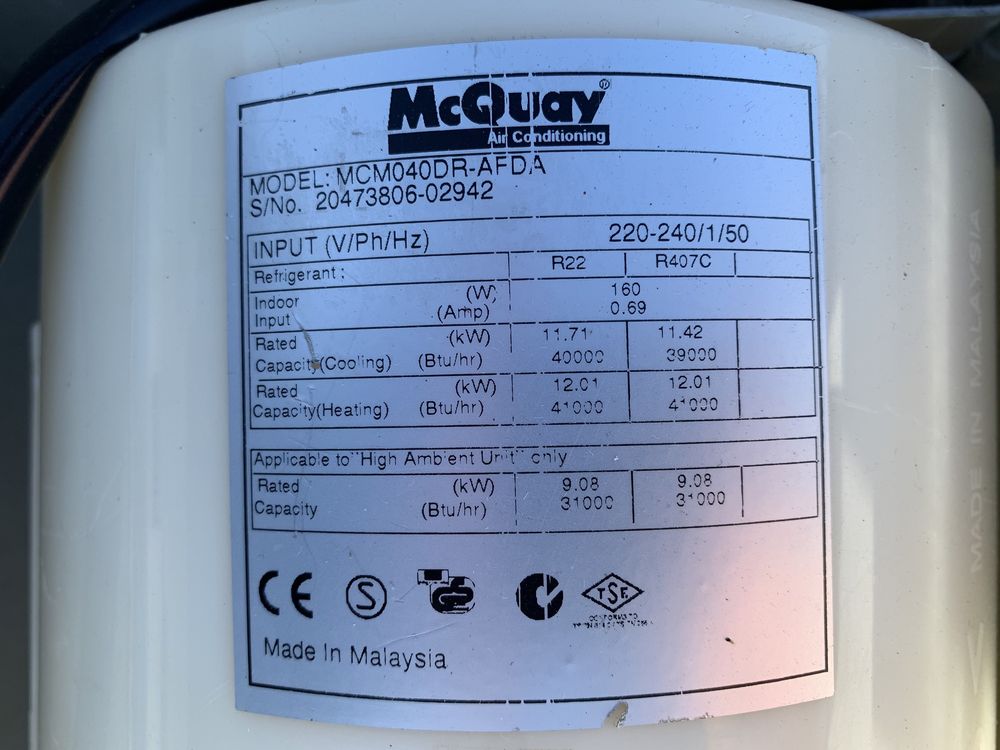 McQuay®
Air Conditioning
MODEL: MCM040DR-AFDA
S/No. 20473806-02942
INPUT (V/Ph/Hz) 220-240/1/50
Refrigerant : R22 R407C
Indoor (W) 160
Input (Amp) 0.69
Rated (kW) 11.71 11.42
Capacity(Cooling) (Btu/hr) 40000 39000
Rated (kW) 12.01 12.01
Capacity(Heating) (Btu/hr) 41000 41000
Applicable to "High Ambient Unit" only
Rated (kW) 9.08 9.08
Capacity (Btu/hr) 31000 31000
CE S GS TSE
CONFORMS TO
Made In Malaysia
MADE IN MALAYSIA